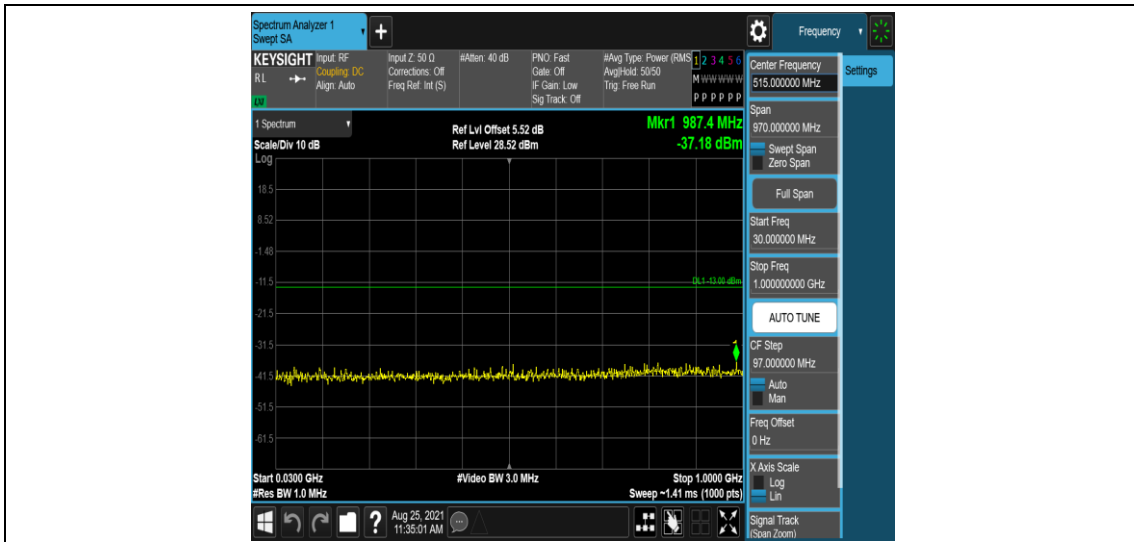 Spectrum Analyzer 1
Swept SA
+
Frequency
KEYSIGHT
RL
LXI
Input: RF
Coupling: DC
Align: Auto
Input Z: 50 Ω
Corrections: Off
Freq Ref: Int (S)
#Atten: 40 dB
PNO: Fast
Gate: Off
IF Gain: Low
Sig Track: Off
#Avg Type: Power (RMS
Avg|Hold: 50/50
Trig: Free Run
1 2 3 4 5 6
M W W W W W
P P P P P P
1 Spectrum
Scale/Div 10 dB
Log
Ref Lvl Offset 5.52 dB
Ref Level 28.52 dBm
Mkr1 987.4 MHz
-37.18 dBm
18.5
8.52
-1.48
-11.5
DL1 -13.00 dBm
-21.5
-31.5
1
-41.5
-51.5
-61.5
Start 0.0300 GHz
#Video BW 3.0 MHz
Stop 1.0000 GHz
#Res BW 1.0 MHz
Sweep ~1.41 ms (1000 pts)
?
Aug 25, 2021
11:35:01 AM
Center Frequency
515.000000 MHz
Settings
Span
970.000000 MHz
Swept Span
Zero Span
Full Span
Start Freq
30.000000 MHz
Stop Freq
1.000000000 GHz
AUTO TUNE
CF Step
97.000000 MHz
Auto
Man
Freq Offset
0 Hz
X Axis Scale
Log
Lin
Signal Track
(Span Zoom)